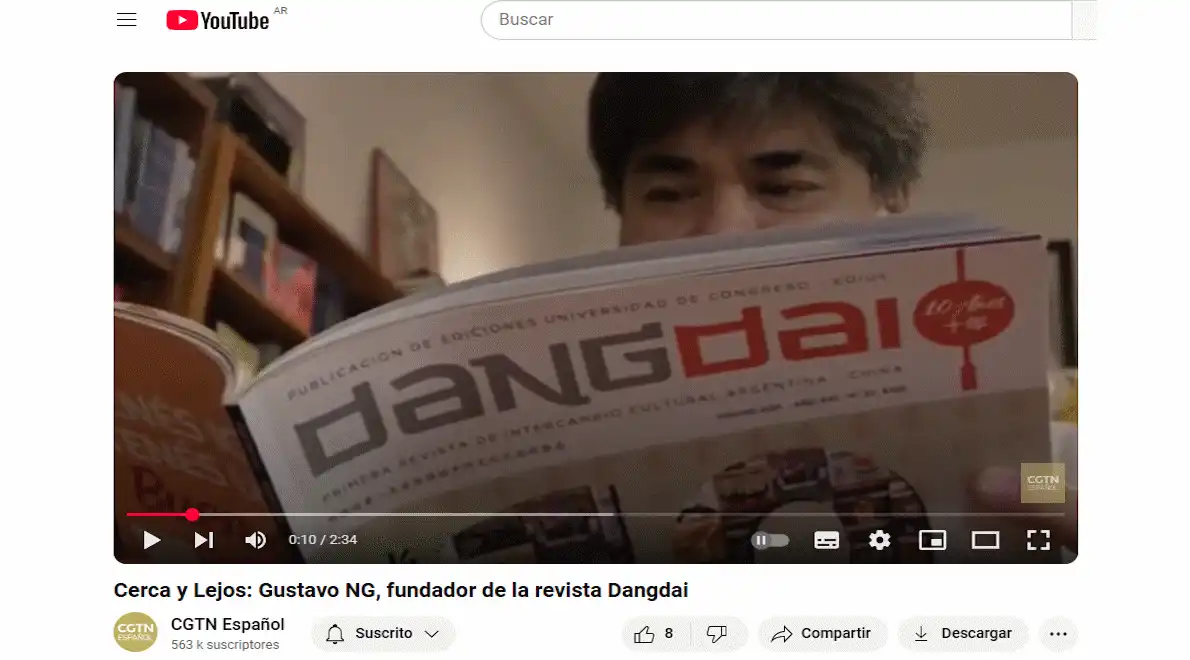 YouTube AR
Buscar
PUBLICACIÓN DE EDICIONES UNIVERSIDAD DE CONGRESO
DANGDAI
10 Años
PRIMERA REVISTA DE INTERCAMBIO CULTURAL ARGENTINA - CHINA
CGTN
ESPAÑOL
0:10 / 2:34
Cerca y Lejos: Gustavo NG, fundador de la revista Dangdai
CGTN
ESPAÑOL
CGTN Español
563 k suscriptores
Suscrito
8
Compartir
Descargar